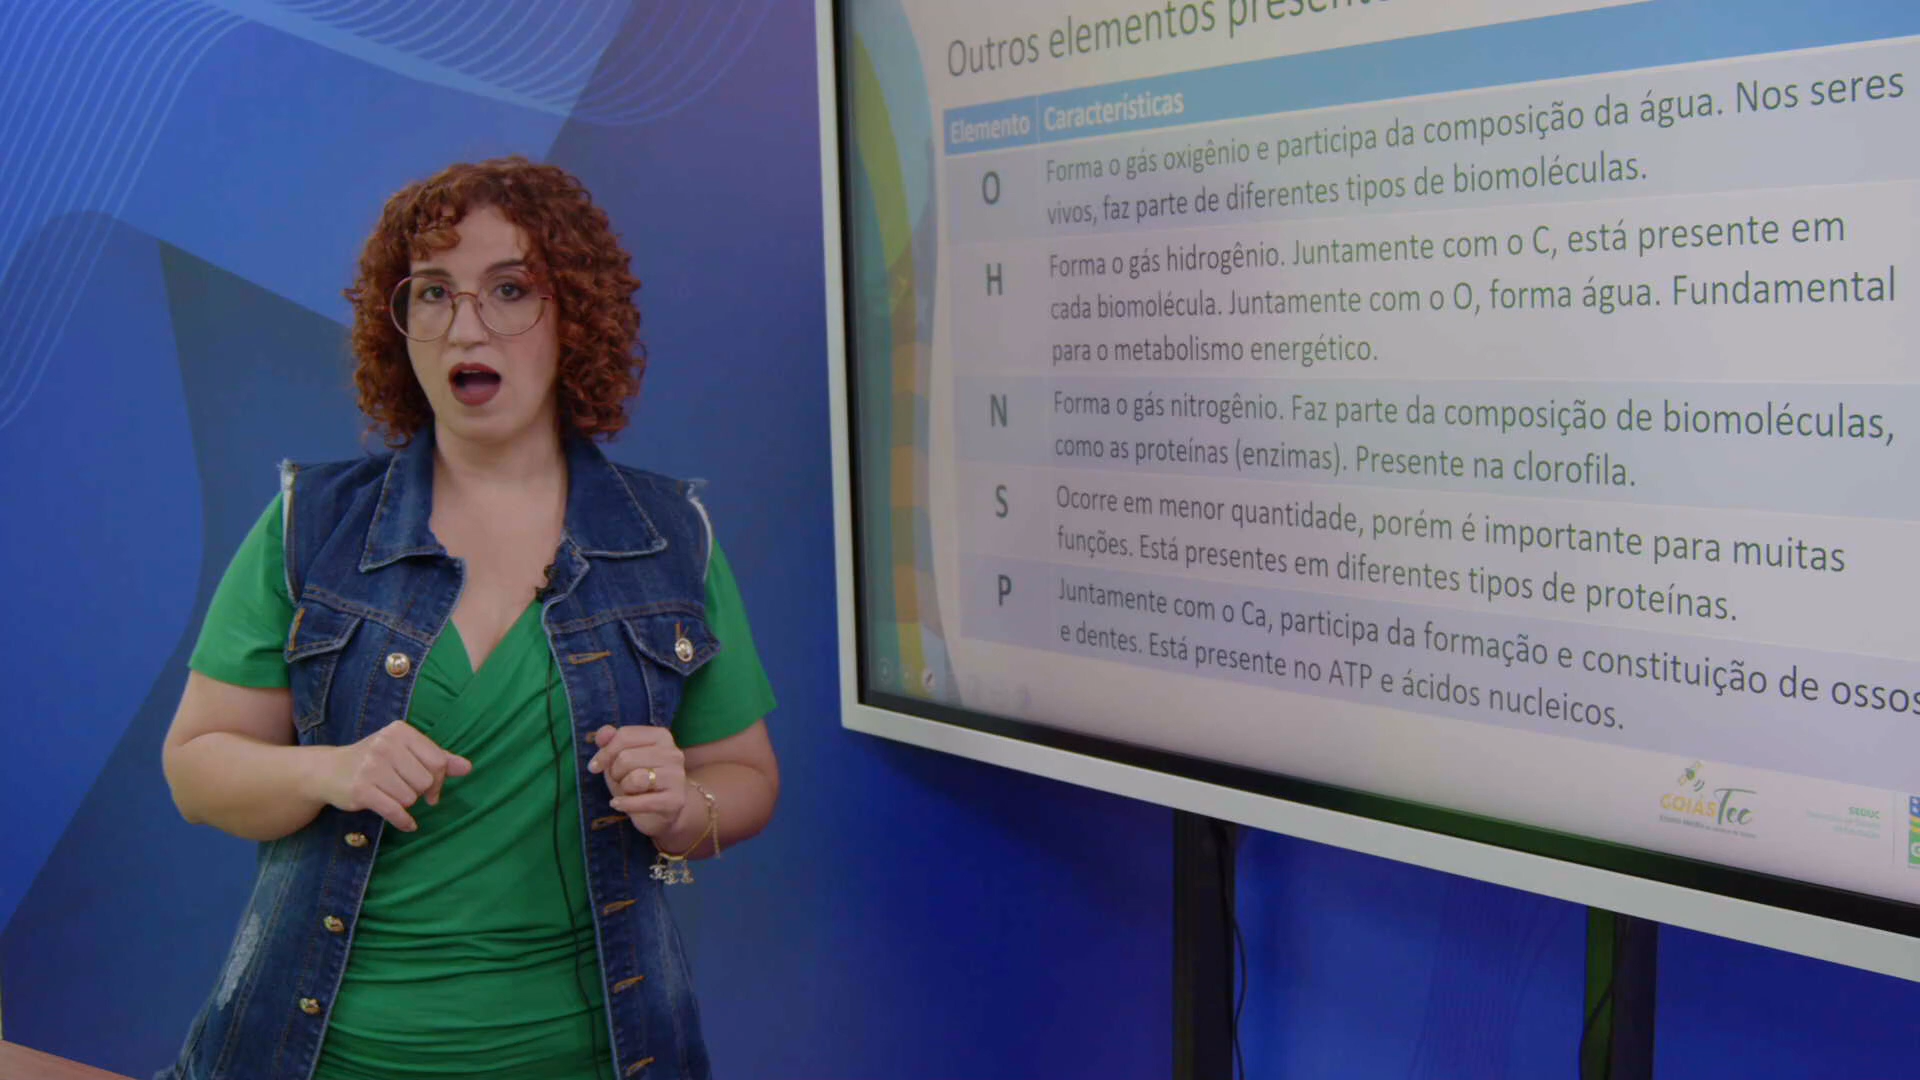 Outros elementos
Elemento Características
O
Forma o gás oxigênio e participa da composição da água. Nos seres
vivos, faz parte de diferentes tipos de biomoléculas.
H
Forma o gás hidrogênio. Juntamente com o C, está presente em
cada biomolécula. Juntamente com o O, forma água. Fundamental
para o metabolismo energético.
N
Forma o gás nitrogênio. Faz parte da composição de biomoléculas,
como as proteínas (enzimas). Presente na clorofila.
S
Ocorre em menor quantidade, porém é importante para muitas
funções. Está presentes em diferentes tipos de proteínas.
P
Juntamente com o Ca, participa da formação e constituição de ossos
e dentes. Está presente no ATP e ácidos nucleicos.
GOIÁS Tec
SEDUC